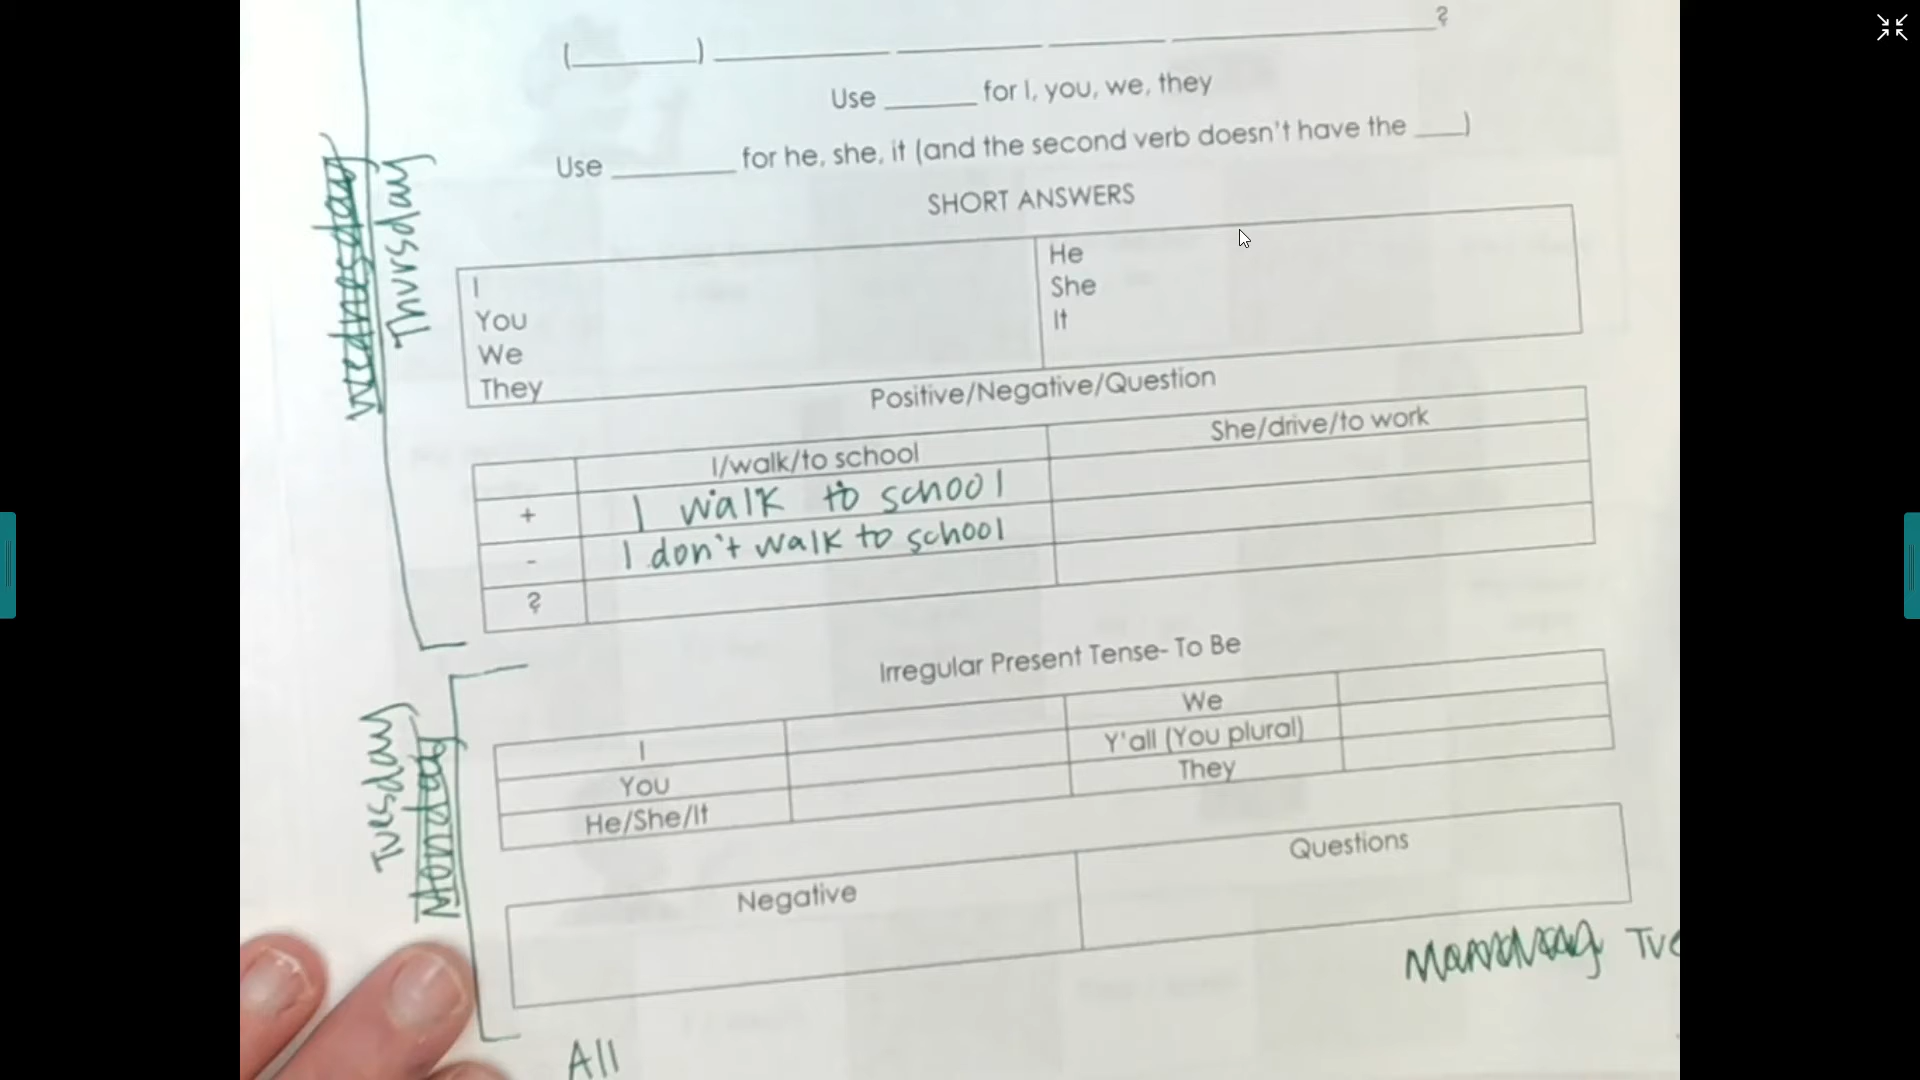 (________) ________ ________ ________ ________?
Use ______ for I, you, we, they
Use ________ for he, she, it (and the second verb doesn't have the ___)
SHORT ANSWERS
I
You
We
They
He
She
It
Positive/Negative/Question
I/walk/to school
She/drive/to work
+ I walk to school
- I don't walk to school
?
Irregular Present Tense- To Be
I
We
You
Y'all (You plural)
He/She/It
They
Negative
Questions
Wednesday
Thursday
Tuesday
Monday
All